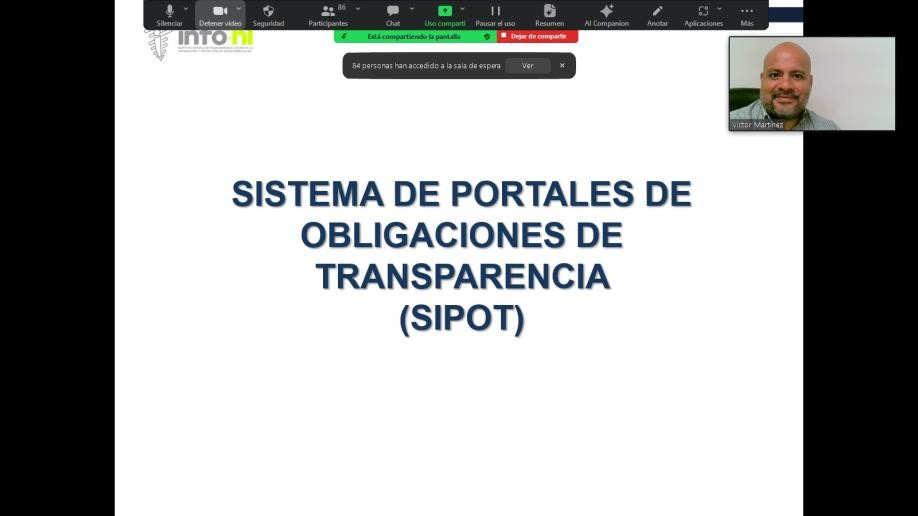 Silenciar
Detener video
Seguridad
Participantes
86
Chat
Uso comparti
Pausar el uso
Resumen
AI Companion
Anotar
Aplicaciones
Más
info
Está compartiendo la pantalla
Dejar de compartir
84 personas han accedido a la sala de espera
Ver
Víctor Martínez
SISTEMA DE PORTALES DE
OBLIGACIONES DE
TRANSPARENCIA
(SIPOT)